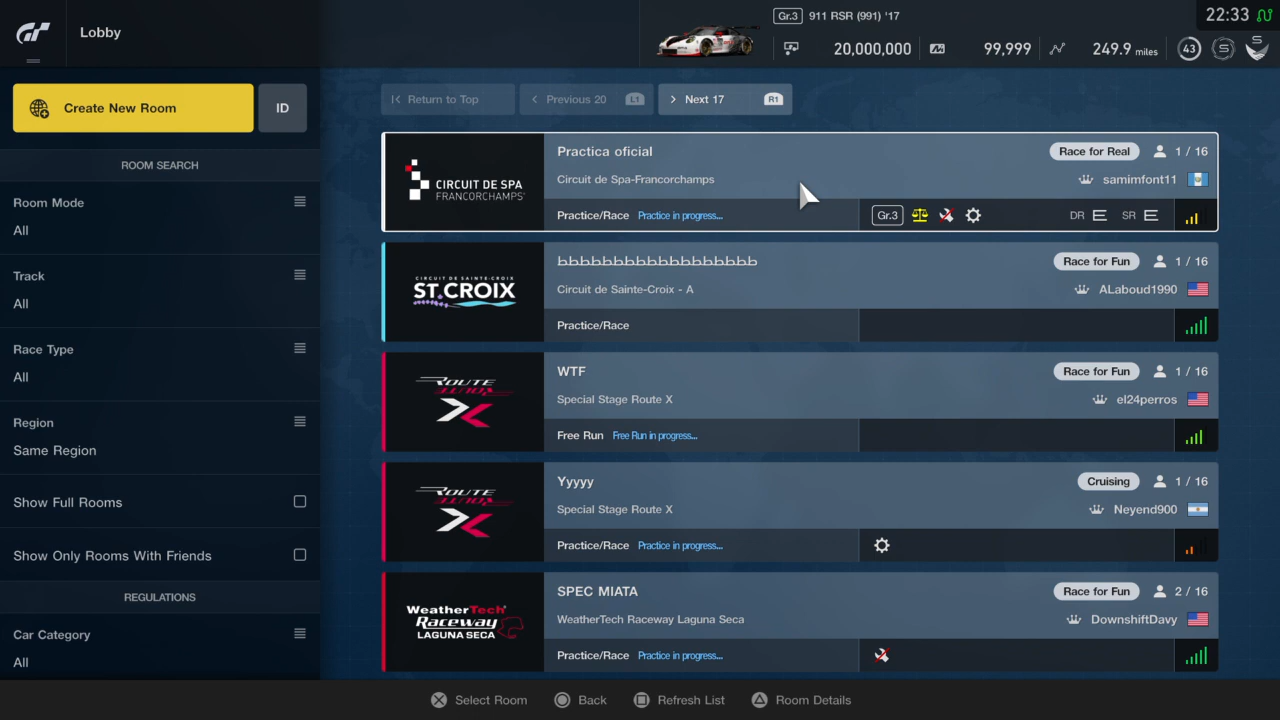 Lobby
Gr.3 911 RSR (991) '17
20,000,000 99,999 249.9 miles 43 S S
22:33
Create New Room
ID
ROOM SEARCH
Room Mode
All
Track
All
Race Type
All
Region
Same Region
Show Full Rooms
Show Only Rooms With Friends
REGULATIONS
Car Category
All
Return to Top
Previous 20 L1
Next 17 R1
CIRCUIT DE SPA
FRANCORCHAMPS
Practica oficial
Race for Real 1 / 16
Circuit de Spa-Francorchamps
samimfont11
Practice/Race Practice in progress...
Gr.3
DR E SR E
CIRCUIT DE SAINTE-CROIX
ST.CROIX
ьььььььььььььььььь
Race for Fun 1 / 16
Circuit de Sainte-Croix - A
ALaboud1990
Practice/Race
ROUTE
X
WTF
Race for Fun 1 / 16
Special Stage Route X
el24perros
Free Run Free Run in progress...
ROUTE
X
Yyyyy
Cruising 1 / 16
Special Stage Route X
Neyend900
Practice/Race Practice in progress...
WeatherTech
Raceway
LAGUNA SECA
SPEC MIATA
Race for Fun 2 / 16
WeatherTech Raceway Laguna Seca
DownshiftDavy
Practice/Race Practice in progress...
Select Room
Back
Refresh List
Room Details